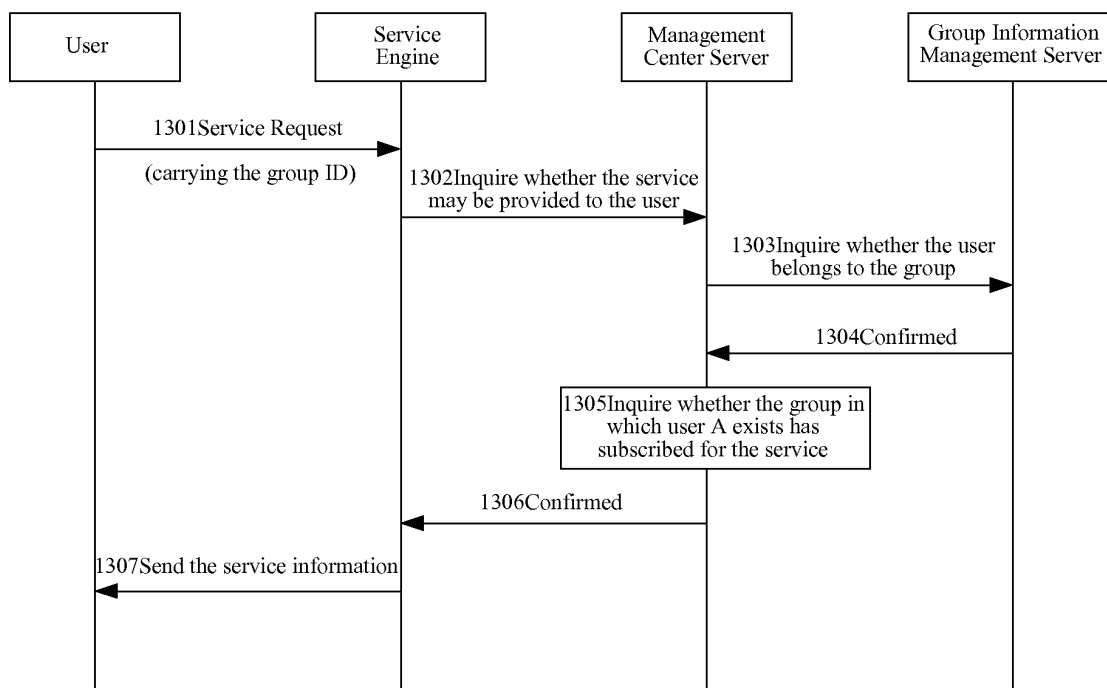 User
Service
Engine
Management
Center Server
Group Information
Management Server
1301Service Request
(carrying the group ID)
1302Inquire whether the service
may be provided to the user
1303Inquire whether the user
belongs to the group
1304Confirmed
1305Inquire whether the group in
which user A exists has
subscribed for the service
1306Confirmed
1307Send the service information